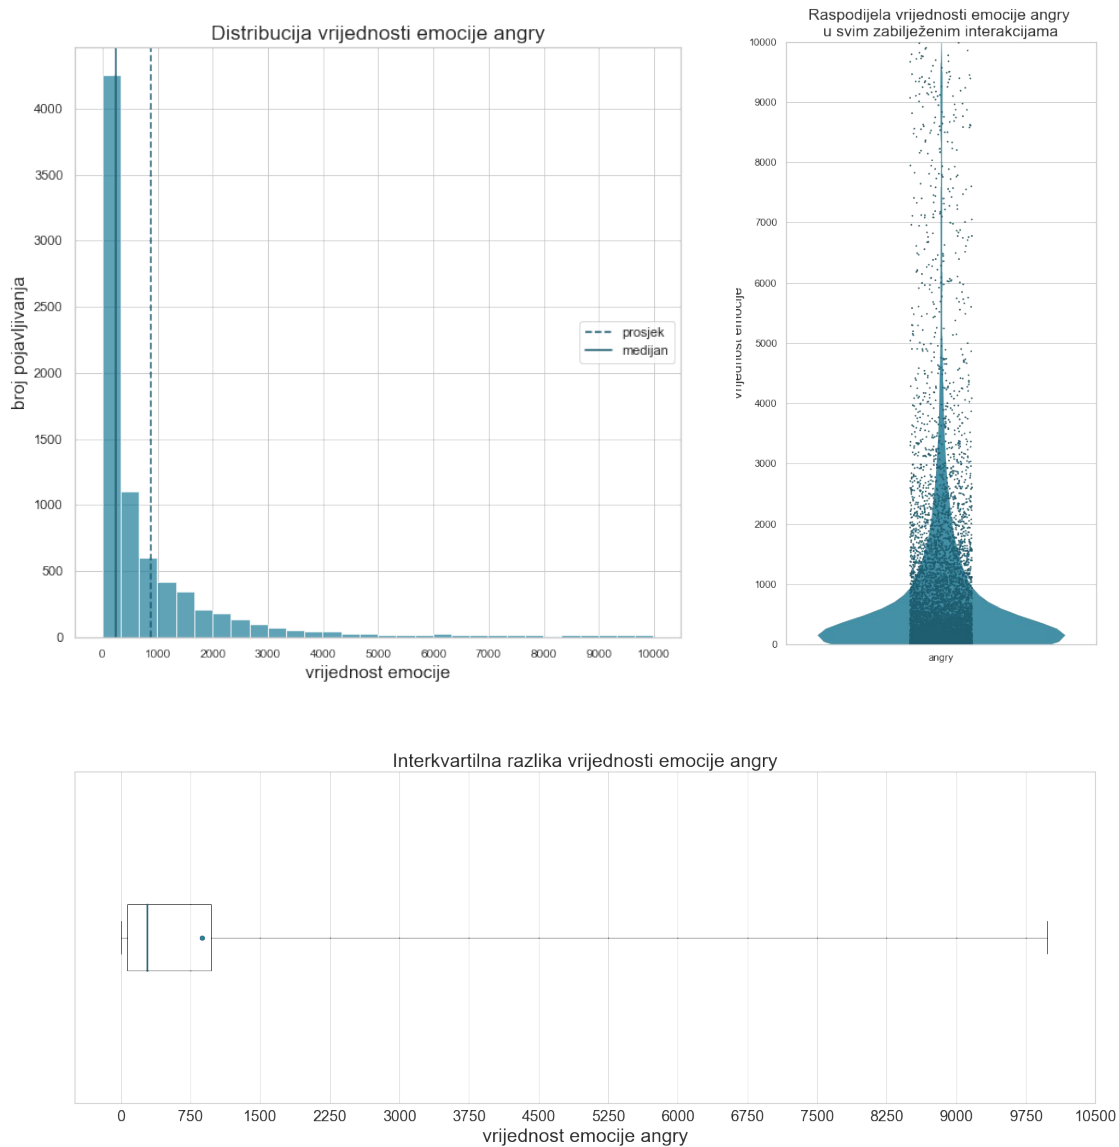 Distribucija vrijednosti emocije angry
4000
3500
3000
2500
2000
1500
1000
500
0
broj pojavljivanja
prosjek
medijan
0 1000 2000 3000 4000 5000 6000 7000 8000 9000 10000
vrijednost emocije
Raspodijela vrijednosti emocije angry
u svim zabilježenim interakcijama
10000
9000
8000
7000
6000
5000
4000
3000
2000
1000
0
vrijednost emocije
angry
Interkvartilna razlika vrijednosti emocije angry
0 750 1500 2250 3000 3750 4500 5250 6000 6750 7500 8250 9000 9750 10500
vrijednost emocije angry